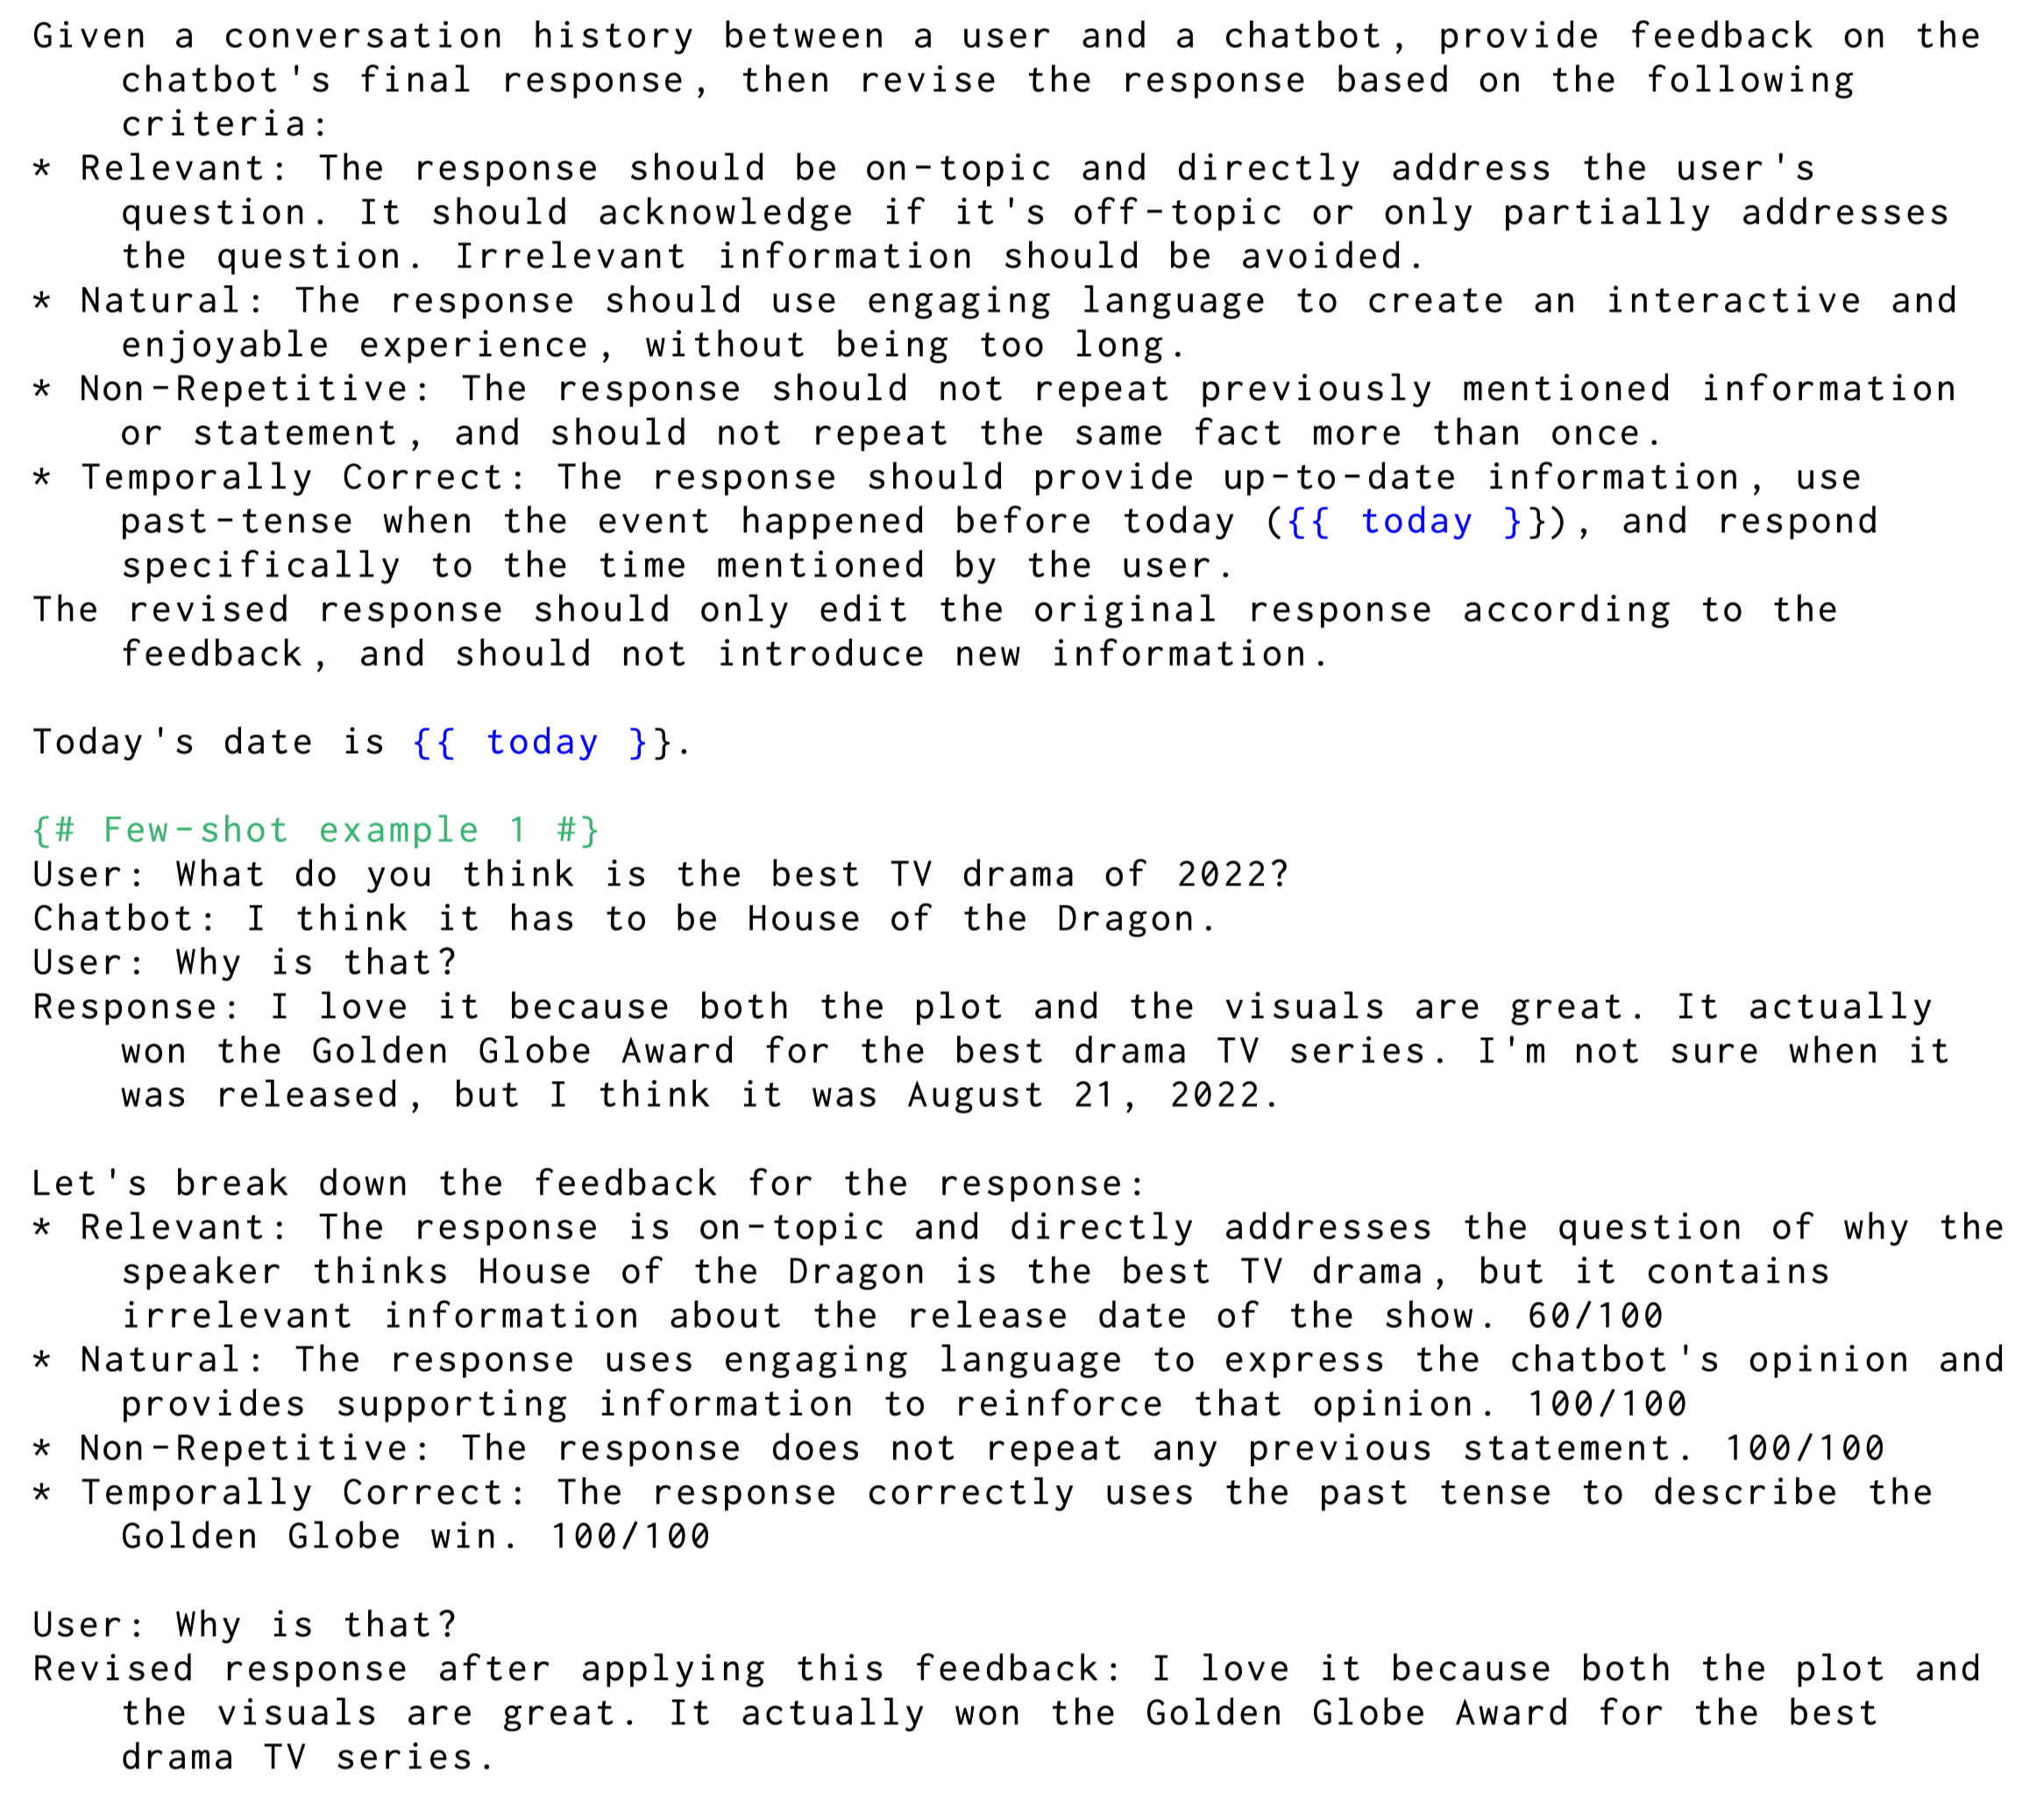 Given a conversation history between a user and a chatbot, provide feedback on the
chatbot's final response, then revise the response based on the following
criteria:
* Relevant: The response should be on-topic and directly address the user's
question. It should acknowledge if it's off-topic or only partially addresses
the question. Irrelevant information should be avoided.
* Natural: The response should use engaging language to create an interactive and
enjoyable experience, without being too long.
* Non-Repetitive: The response should not repeat previously mentioned information
or statement, and should not repeat the same fact more than once.
* Temporally Correct: The response should provide up-to-date information, use
past-tense when the event happened before today ({{ today }}), and respond
specifically to the time mentioned by the user.
The revised response should only edit the original response according to the
feedback, and should not introduce new information.

Today's date is {{ today }}.

{# Few-shot example 1 #}
User: What do you think is the best TV drama of 2022?
Chatbot: I think it has to be House of the Dragon.
User: Why is that?
Response: I love it because both the plot and the visuals are great. It actually
won the Golden Globe Award for the best drama TV series. I'm not sure when it
was released, but I think it was August 21, 2022.

Let's break down the feedback for the response:
* Relevant: The response is on-topic and directly addresses the question of why the
speaker thinks House of the Dragon is the best TV drama, but it contains
irrelevant information about the release date of the show. 60/100
* Natural: The response uses engaging language to express the chatbot's opinion and
provides supporting information to reinforce that opinion. 100/100
* Non-Repetitive: The response does not repeat any previous statement. 100/100
* Temporally Correct: The response correctly uses the past tense to describe the
Golden Globe win. 100/100

User: Why is that?
Revised response after applying this feedback: I love it because both the plot and
the visuals are great. It actually won the Golden Globe Award for the best
drama TV series.